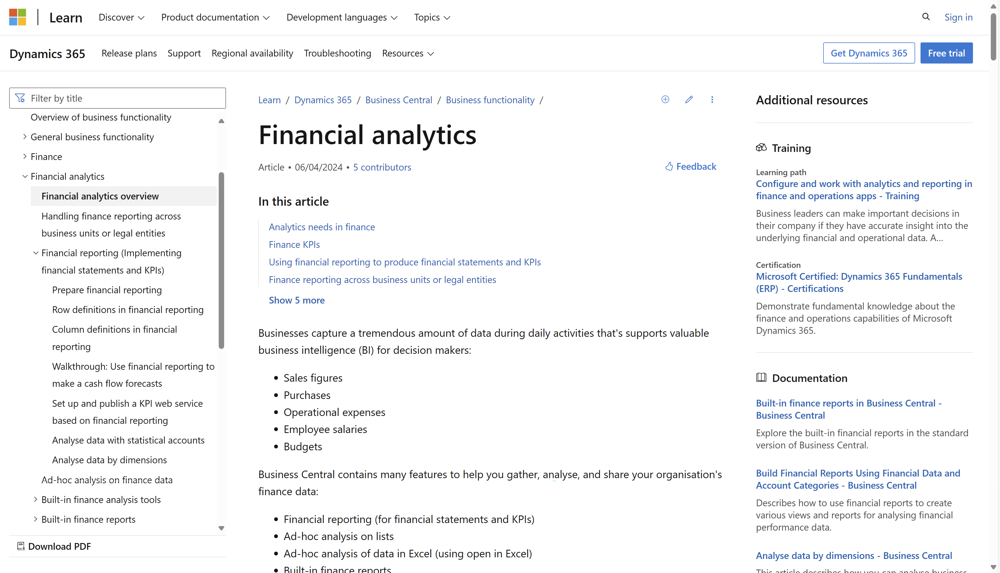 Learn Discover Product documentation Development languages Topics Sign in
Dynamics 365 Release plans Support Regional availability Troubleshooting Resources Get Dynamics 365 Free trial
Filter by title
Overview of business functionality
General business functionality
Finance
Financial analytics
Financial analytics overview
Handling finance reporting across
business units or legal entities
Financial reporting (Implementing
financial statements and KPIs)
Prepare financial reporting
Row definitions in financial reporting
Column definitions in financial
reporting
Walkthrough: Use financial reporting to
make a cash flow forecasts
Set up and publish a KPI web service
based on financial reporting
Analyse data with statistical accounts
Analyse data by dimensions
Ad-hoc analysis on finance data
Built-in finance analysis tools
Built-in finance reports
Download PDF
Learn / Dynamics 365 / Business Central / Business functionality /
Financial analytics
Article • 06/04/2024 • 5 contributors
Feedback
In this article
Analytics needs in finance
Finance KPIs
Using financial reporting to produce financial statements and KPIs
Finance reporting across business units or legal entities
Show 5 more
Businesses capture a tremendous amount of data during daily activities that's supports valuable
business intelligence (BI) for decision makers:
• Sales figures
• Purchases
• Operational expenses
• Employee salaries
• Budgets
Business Central contains many features to help you gather, analyse, and share your organisation's
finance data:
• Financial reporting (for financial statements and KPIs)
• Ad-hoc analysis on lists
• Ad-hoc analysis of data in Excel (using open in Excel)
• Built-in finance reports
Additional resources
Training
Learning path
Configure and work with analytics and reporting in
finance and operations apps - Training
Business leaders can make important decisions in
their company if they have accurate insight into the
underlying financial and operational data. A...
Certification
Microsoft Certified: Dynamics 365 Fundamentals
(ERP) - Certifications
Demonstrate fundamental knowledge about the
finance and operations capabilities of Microsoft
Dynamics 365.
Documentation
Built-in finance reports in Business Central -
Business Central
Explore the built-in financial reports in the standard
version of Business Central.
Build Financial Reports Using Financial Data and
Account Categories - Business Central
Describes how to use financial reports to create
various views and reports for analysing financial
performance data.
Analyse data by dimensions - Business Central
This article describes how you can analyse business